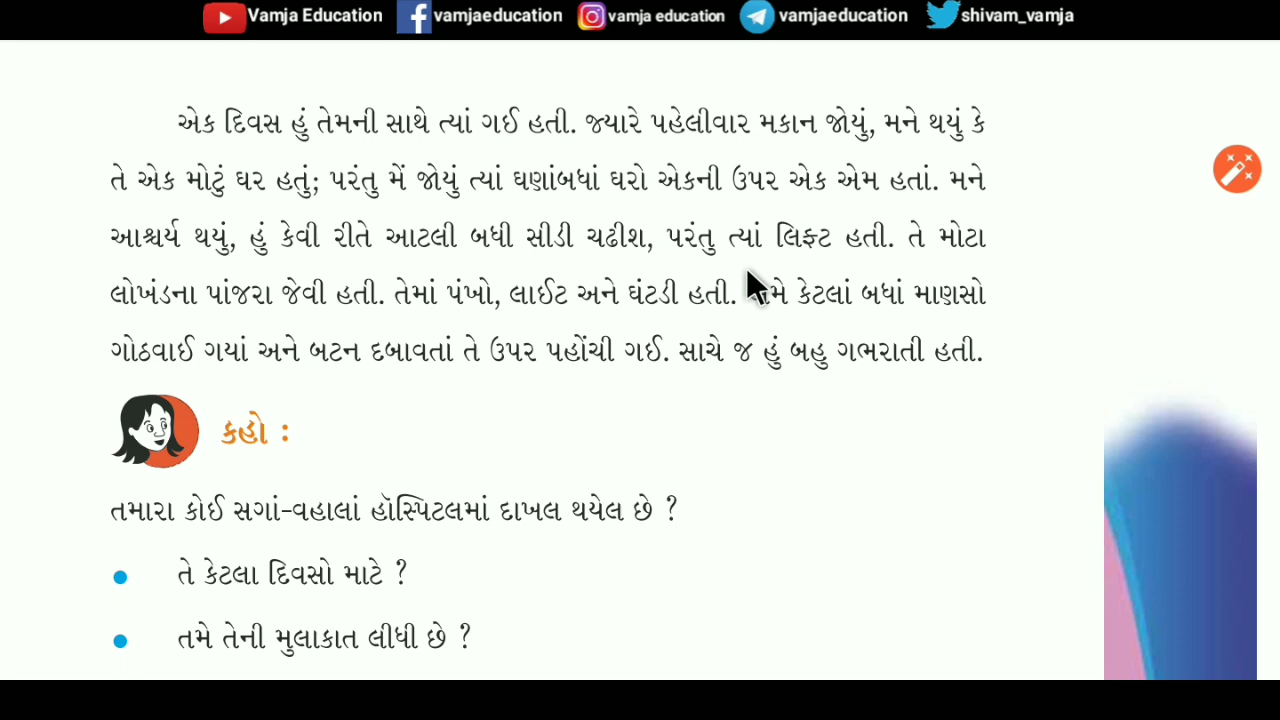 Vamja Education vamjaeducation vamja education vamjaeducation shivam_vamja
એક દિવસ હું તેમની સાથે ત્યાં ગઈ હતી. જ્યારે પહેલીવાર મકાન જોયું, મને થયું કે
તે એક મોટું ઘર હતું; પરંતુ મેં જોયું ત્યાં ઘણાંબધાં ઘરો એકની ઉપર એક એમ હતાં. મને
આશ્ચર્ય થયું, હું કેવી રીતે આટલી બધી સીડી ચઢીશ, પરંતુ ત્યાં લિફ્ટ હતી. તે મોટા
લોખંડના પાંજરા જેવી હતી. તેમાં પંખો, લાઈટ અને ઘંટડી હતી. કેટલાં બધાં માણસો
ગોઠવાઈ ગયાં અને બટન દબાવતાં તે ઉપર પહોંચી ગઈ. સાચે જ હું બહુ ગભરાતી હતી.
કહો :
તમારા કોઈ સગાં-વહાલાં હૉસ્પિટલમાં દાખલ થયેલ છે ?
● તે કેટલા દિવસો માટે ?
● તમે તેની મુલાકાત લીધી છે ?